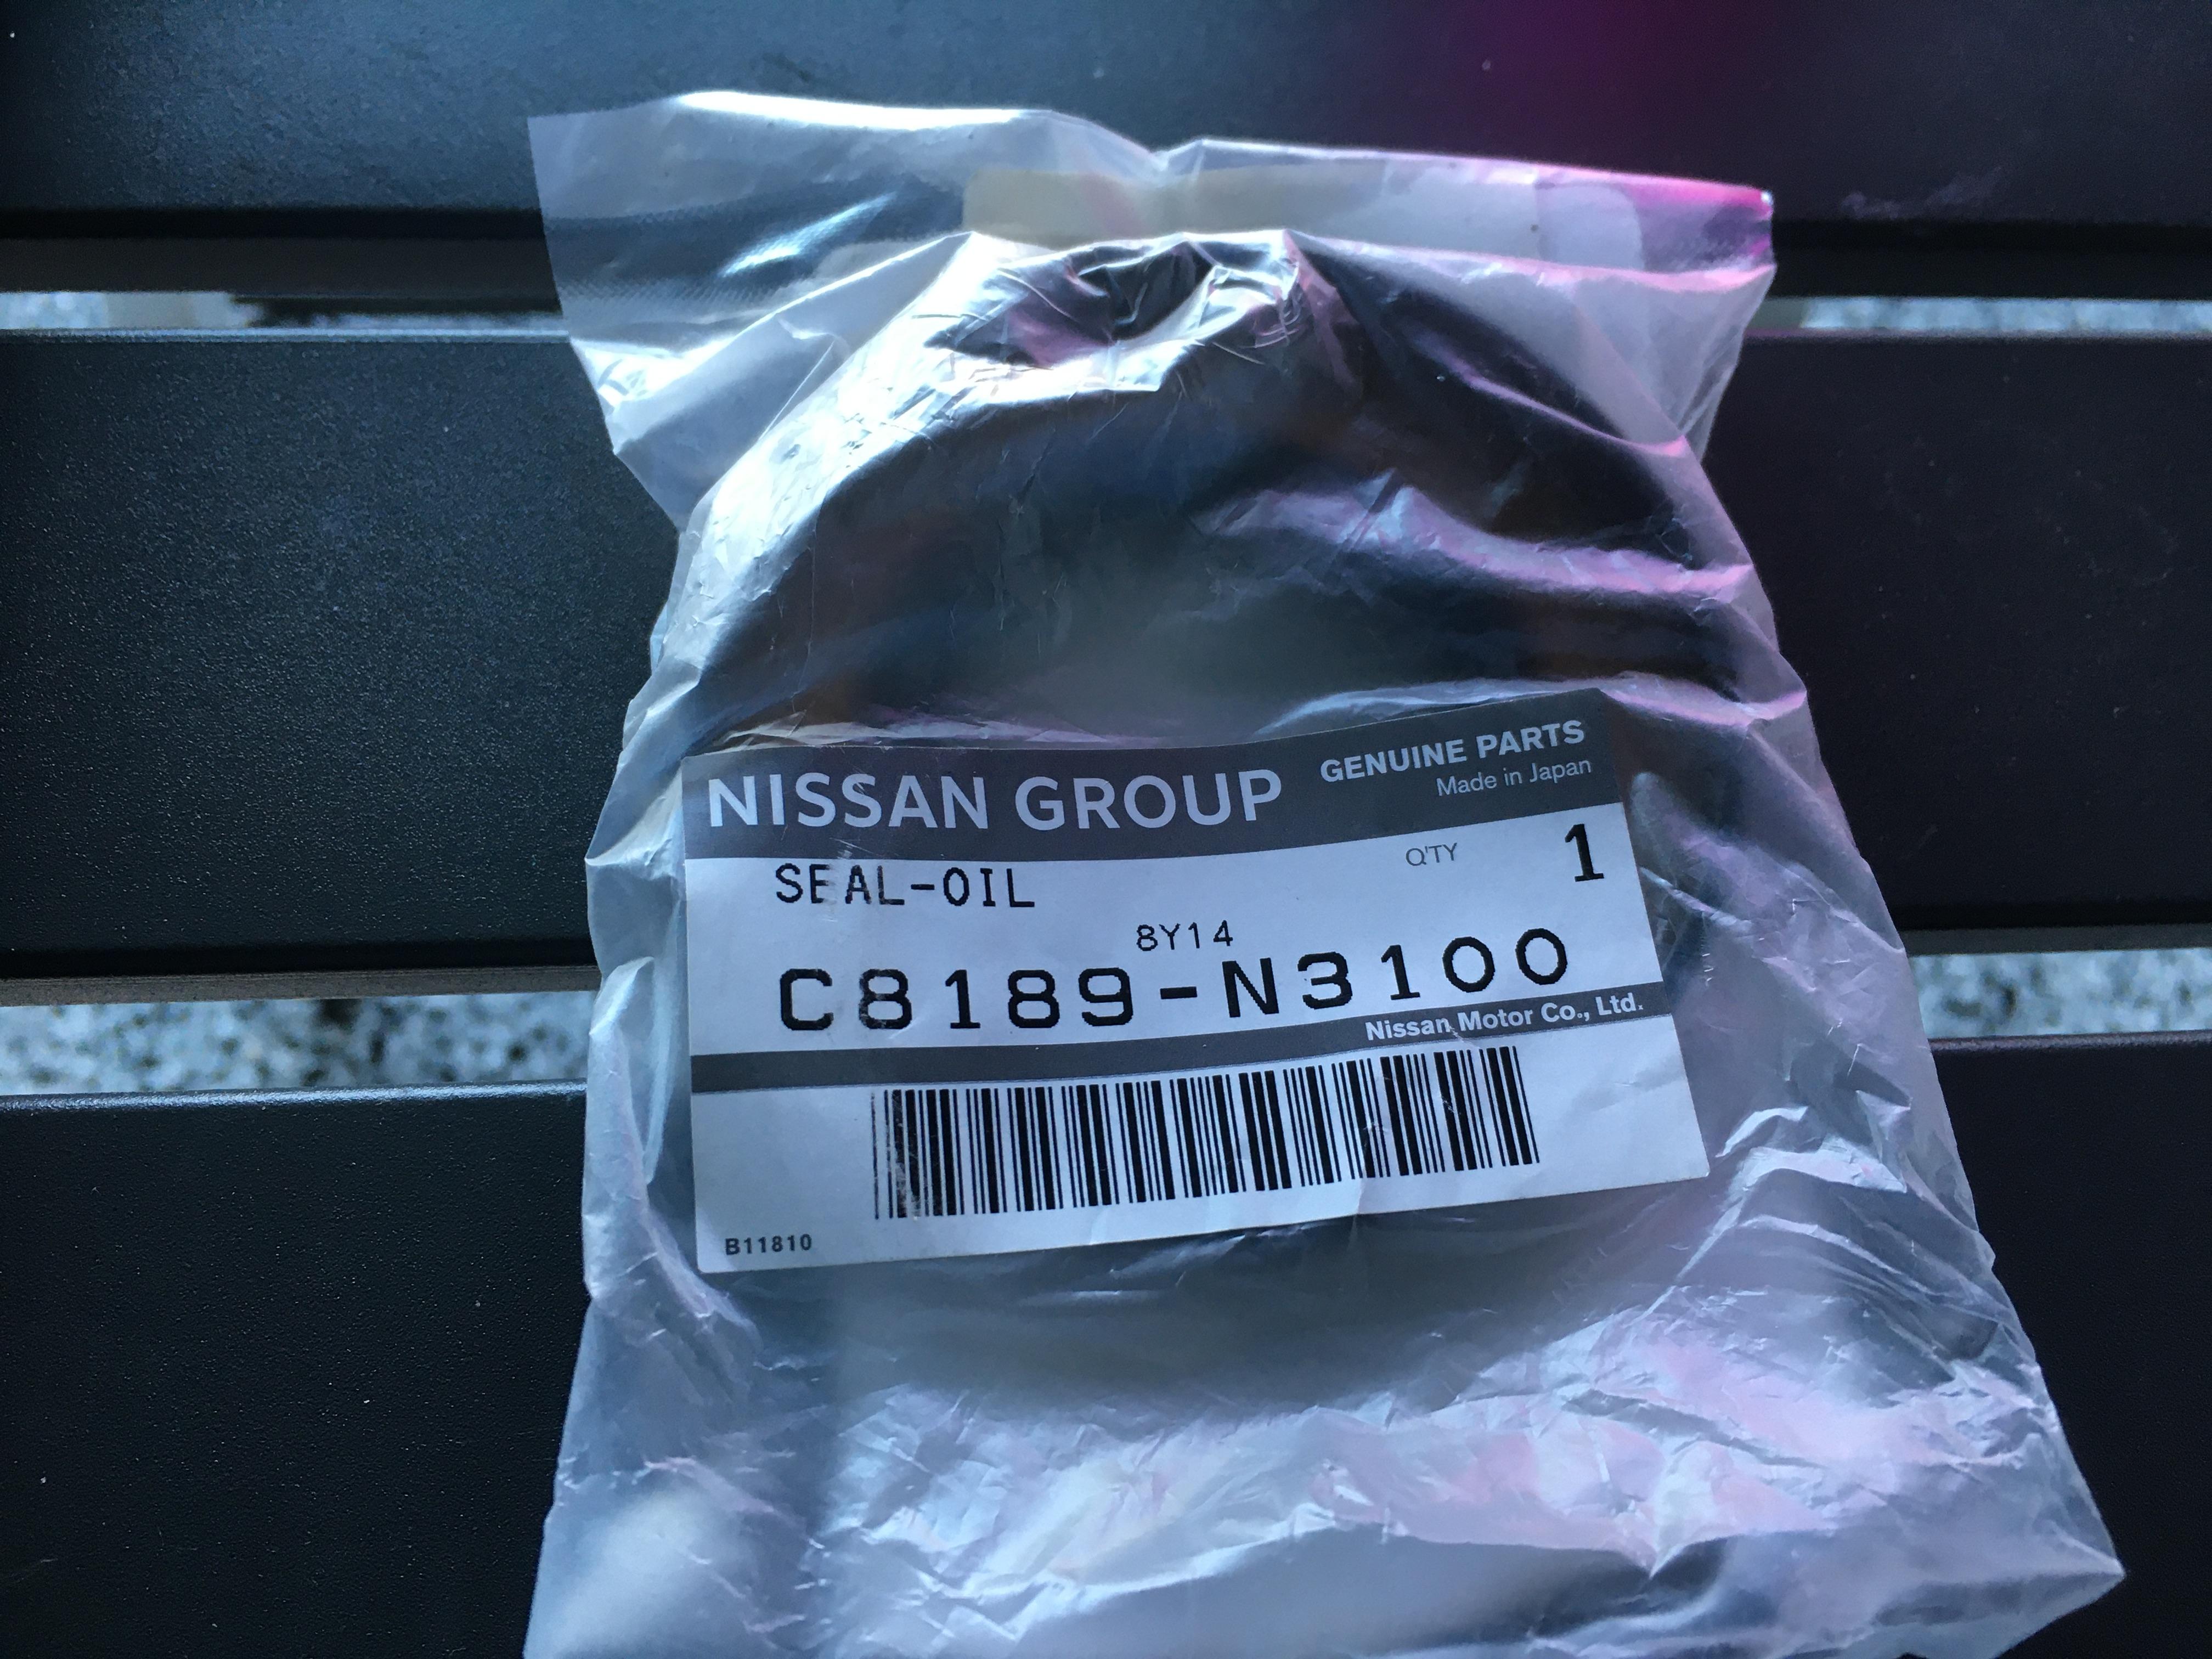 NISSAN GROUP
GENUINE PARTS
Made in Japan
SEAL-OIL
Q'TY 1
8Y14
C8189-N3100
Nissan Motor Co., Ltd.
B11810